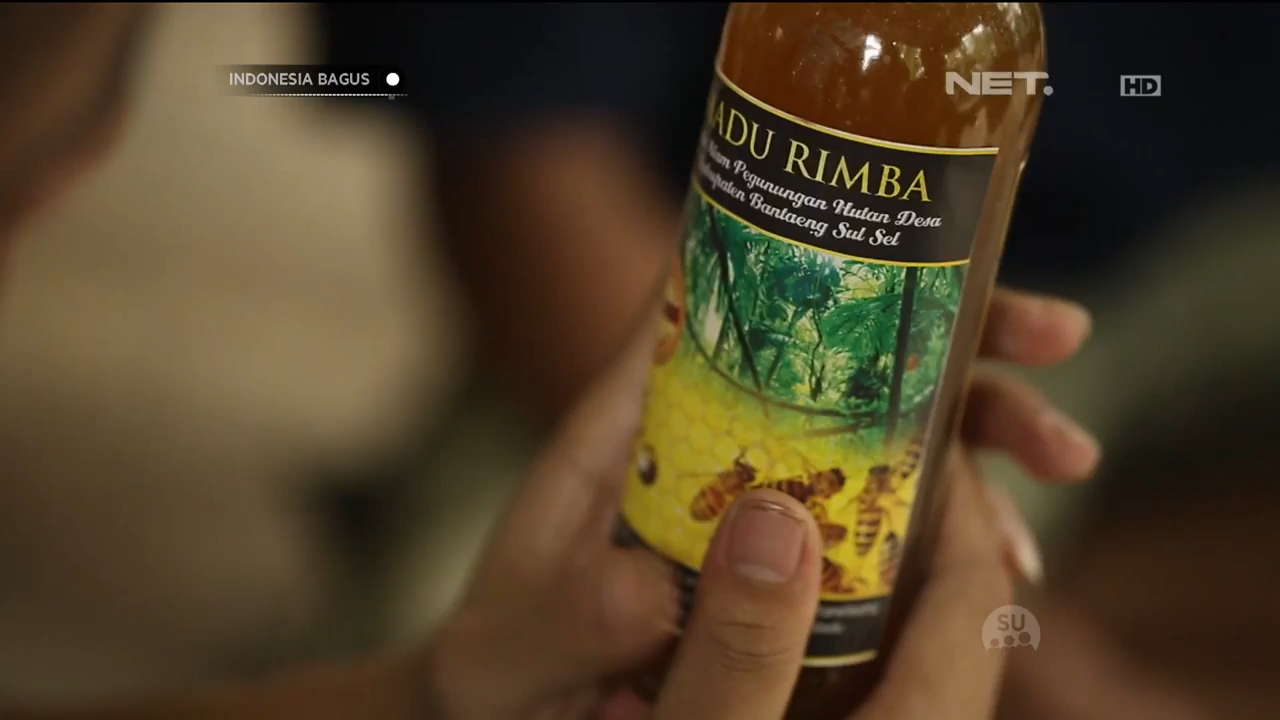 INDONESIA BAGUS
NET.
HD
ADU RIMBA
Pegunungan Hutan Desa
Bantaeng Sul Sel
SU